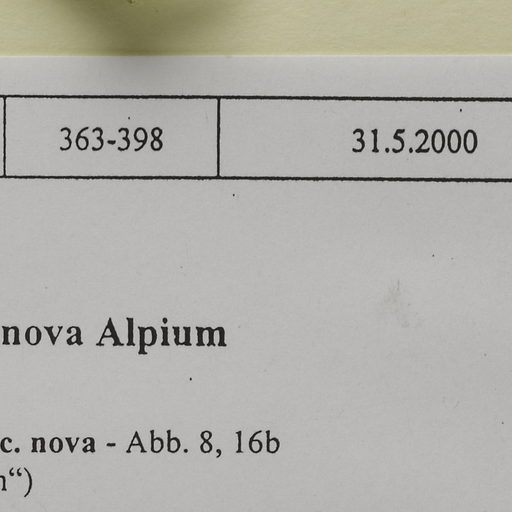 363-398 31.5.2000
nova Alpium
c. nova - Abb. 8, 16b
“)